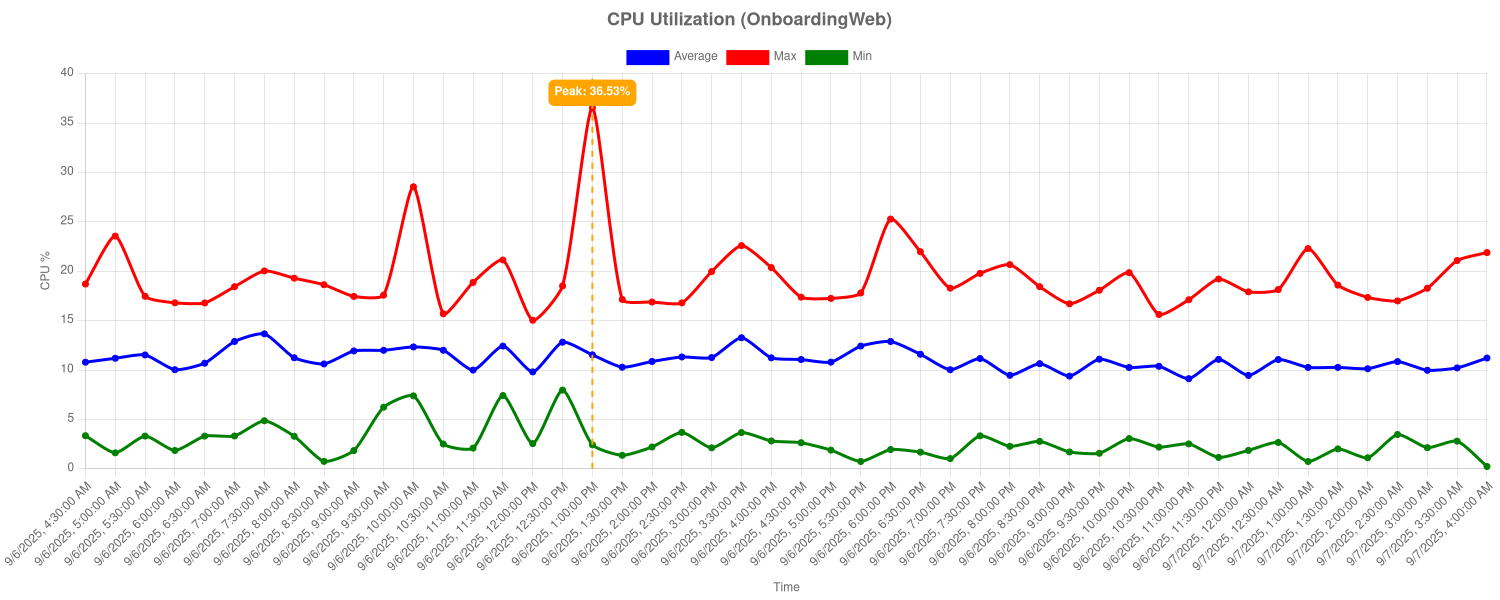 CPU Utilization (OnboardingWeb)
Average Max Min
Peak: 36.53%
40
35
30
25
20
15
10
5
0
CPU %
9/6/2025, 4:30:00 AM
9/6/2025, 5:00:00 AM
9/6/2025, 5:30:00 AM
9/6/2025, 6:00:00 AM
9/6/2025, 6:30:00 AM
9/6/2025, 7:00:00 AM
9/6/2025, 7:30:00 AM
9/6/2025, 8:00:00 AM
9/6/2025, 8:30:00 AM
9/6/2025, 9:00:00 AM
9/6/2025, 9:30:00 AM
9/6/2025, 10:00:00 AM
9/6/2025, 10:30:00 AM
9/6/2025, 11:00:00 AM
9/6/2025, 11:30:00 AM
9/6/2025, 12:00:00 PM
9/6/2025, 12:30:00 PM
9/6/2025, 1:00:00 PM
9/6/2025, 1:30:00 PM
9/6/2025, 2:00:00 PM
9/6/2025, 2:30:00 PM
9/6/2025, 3:00:00 PM
9/6/2025, 3:30:00 PM
9/6/2025, 4:00:00 PM
9/6/2025, 4:30:00 PM
9/6/2025, 5:00:00 PM
9/6/2025, 5:30:00 PM
9/6/2025, 6:00:00 PM
9/6/2025, 6:30:00 PM
9/6/2025, 7:00:00 PM
9/6/2025, 7:30:00 PM
9/6/2025, 8:00:00 PM
9/6/2025, 8:30:00 PM
9/6/2025, 9:00:00 PM
9/6/2025, 9:30:00 PM
9/6/2025, 10:00:00 PM
9/6/2025, 10:30:00 PM
9/6/2025, 11:00:00 PM
9/6/2025, 11:30:00 PM
9/7/2025, 12:00:00 AM
9/7/2025, 12:30:00 AM
9/7/2025, 1:00:00 AM
9/7/2025, 1:30:00 AM
9/7/2025, 2:00:00 AM
9/7/2025, 2:30:00 AM
9/7/2025, 3:00:00 AM
9/7/2025, 3:30:00 AM
9/7/2025, 4:00:00 AM
Time